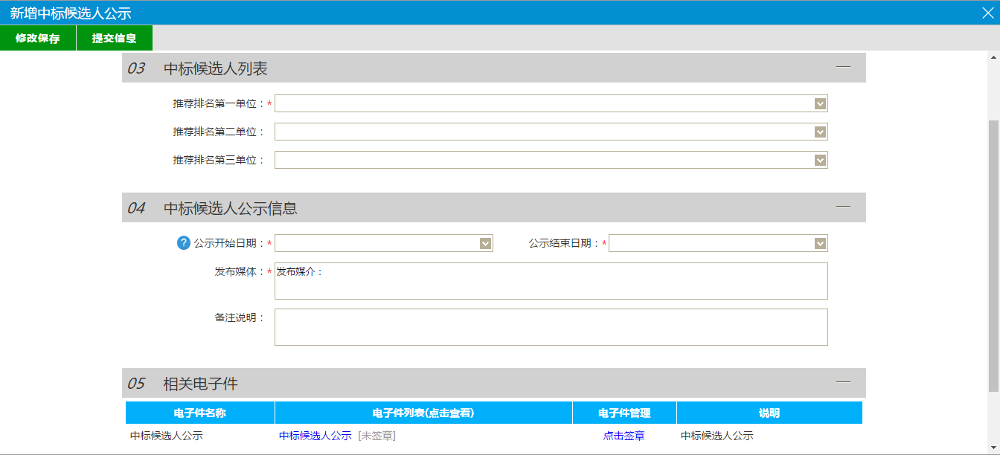 新增中标候选人公示
修改保存 提交信息
03 中标候选人列表
推荐排名第一单位：*
推荐排名第二单位：
推荐排名第三单位：
04 中标候选人公示信息
? 公示开始日期：* 公示结束日期：*
发布媒体：* 发布媒介：
备注说明：
05 相关电子件
电子件名称 电子件列表(点击查看) 电子件管理 说明
中标候选人公示 中标候选人公示 [未签章] 点击签章 中标候选人公示